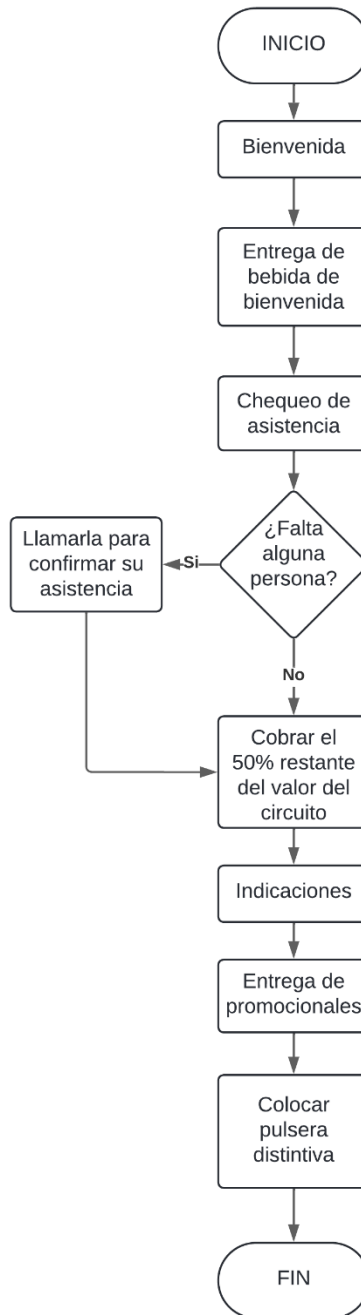 INICIO
Bienvenida
Entrega de
bebida de
bienvenida
Chequeo de
asistencia
¿Falta
alguna
persona?
Si
Llamarla para
confirmar su
asistencia
No
Cobrar el
50% restante
del valor del
circuito
Indicaciones
Entrega de
promocionales
Colocar
pulsera
distintiva
FIN